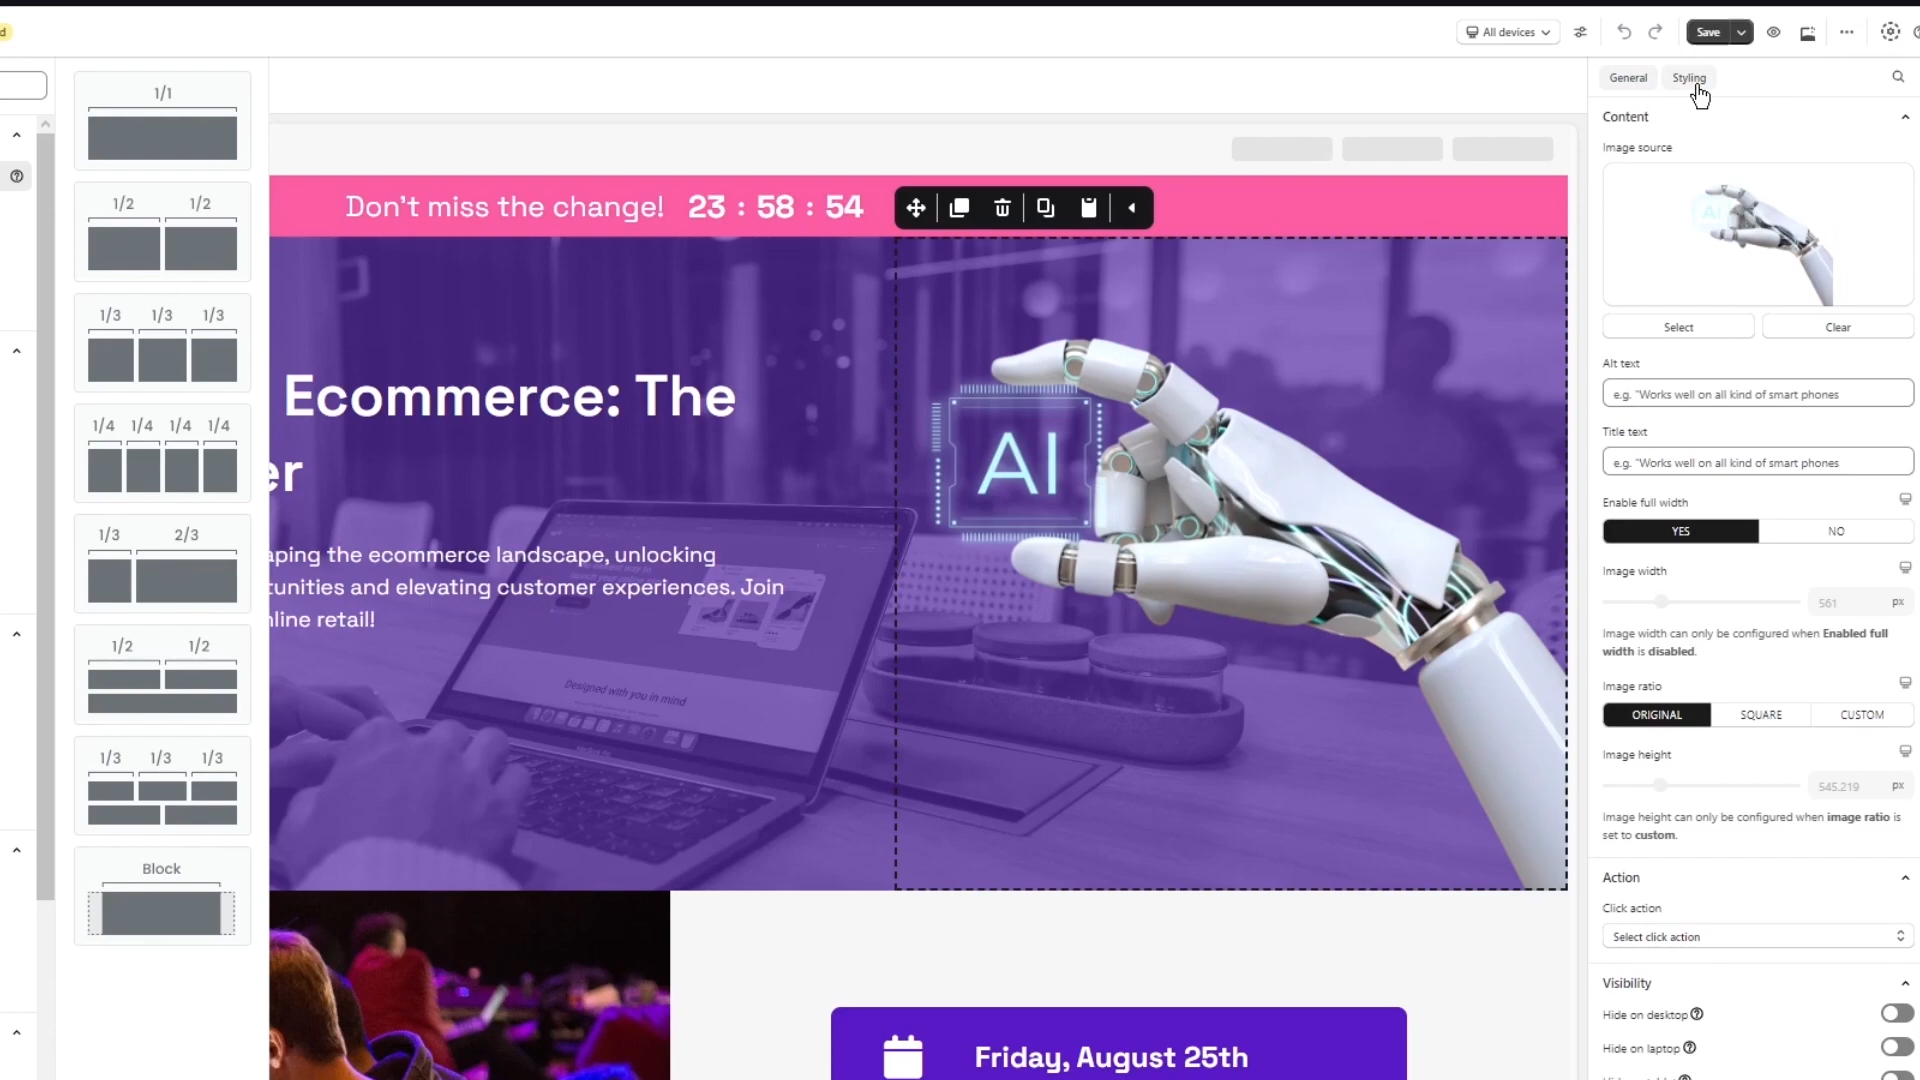 d
All devices
Save
1/1
1/2 1/2
1/3 1/3 1/3
1/4 1/4 1/4 1/4
1/3 2/3
1/2 1/2
1/3 1/3 1/3
Block
Don't miss the change! 23 : 58 : 54
Ecommerce: The
er
aping the ecommerce landscape, unlocking
tunities and elevating customer experiences. Join
nline retail!
AI
Designed with you in mind
Friday, August 25th
General Styling
Content
Image source
AI
Select Clear
Alt text
e.g. "Works well on all kind of smart phones
Title text
e.g. "Works well on all kind of smart phones
Enable full width
YES NO
Image width
561 px
Image width can only be configured when Enabled full
width is disabled.
Image ratio
ORIGINAL SQUARE CUSTOM
Image height
545.219 px
Image height can only be configured when image ratio is
set to custom.
Action
Click action
Select click action
Visibility
Hide on desktop
Hide on laptop